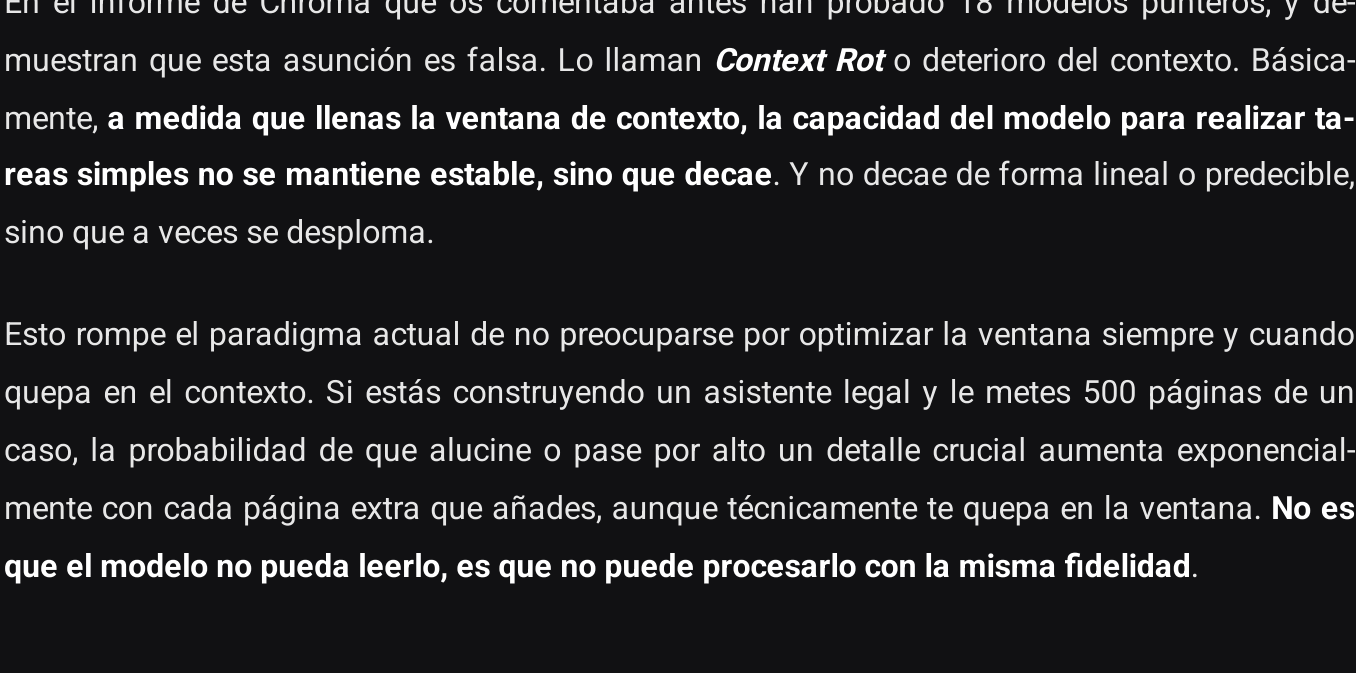 En el informe de Chroma que os comentaba antes han probado 18 modelos punteros, y de-
muestran que esta asunción es falsa. Lo llaman Context Rot o deterioro del contexto. Básica-
mente, a medida que llenas la ventana de contexto, la capacidad del modelo para realizar ta-
reas simples no se mantiene estable, sino que decae. Y no decae de forma lineal o predecible,
sino que a veces se desploma.
Esto rompe el paradigma actual de no preocuparse por optimizar la ventana siempre y cuando
quepa en el contexto. Si estás construyendo un asistente legal y le metes 500 páginas de un
caso, la probabilidad de que alucine o pase por alto un detalle crucial aumenta exponencial-
mente con cada página extra que añades, aunque técnicamente te quepa en la ventana. No es
que el modelo no pueda leerlo, es que no puede procesarlo con la misma fidelidad.